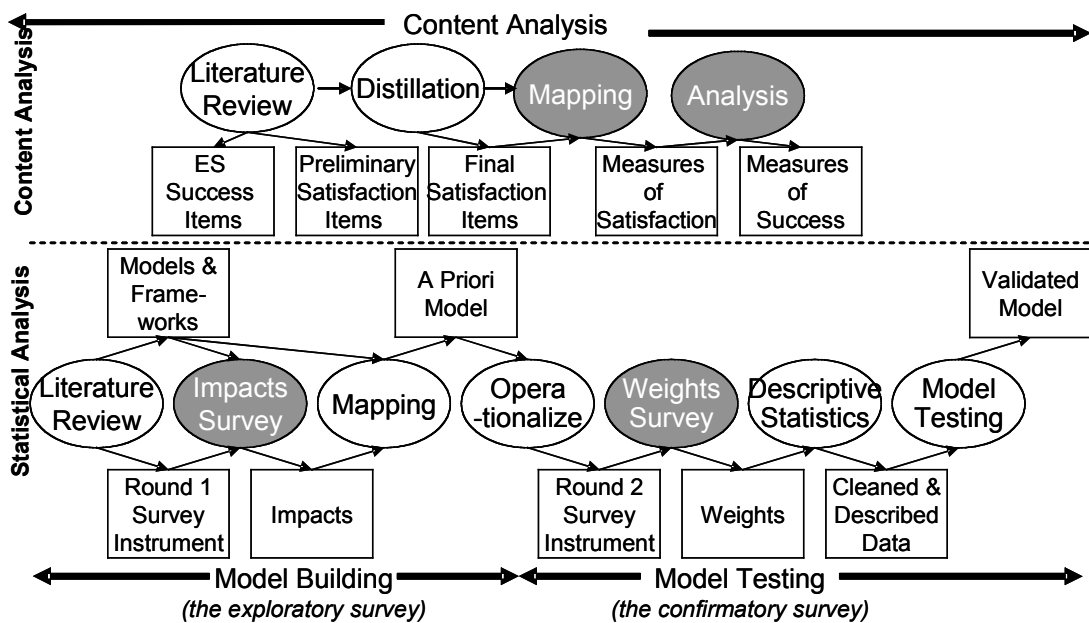 Content Analysis
Content Analysis
Literature
Review
Distillation
Mapping
Analysis
ES
Success
Items
Preliminary
Satisfaction
Items
Final
Satisfaction
Items
Measures
of
Satisfaction
Measures
of
Success
Statistical Analysis
Models &
Frame-
works
A Priori
Model
Validated
Model
Literature
Review
Impacts
Survey
Mapping
Opera
-tionalize
Weights
Survey
Descriptive
Statistics
Model
Testing
Round 1
Survey
Instrument
Impacts
Round 2
Survey
Instrument
Weights
Cleaned &
Described
Data
Model Building
(the exploratory survey)
Model Testing
(the confirmatory survey)